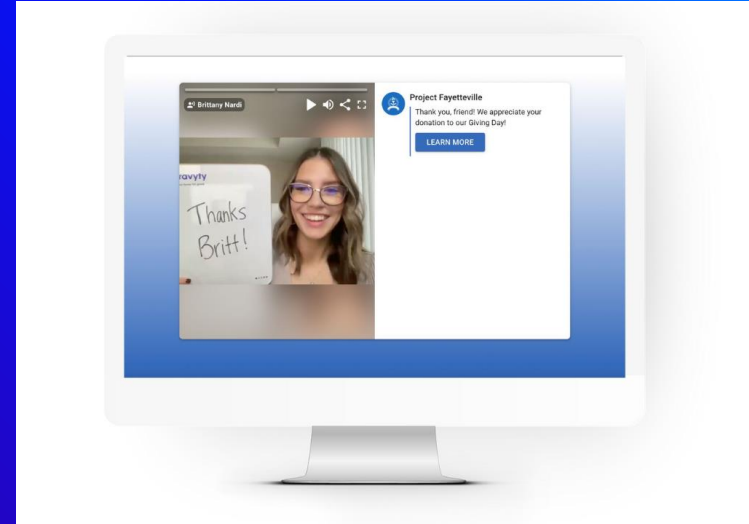 Brittany Nardi
ravyty
Thanks
Britt!
Project Fayetteville
Thank you, friend! We appreciate your
donation to our Giving Day!
LEARN MORE